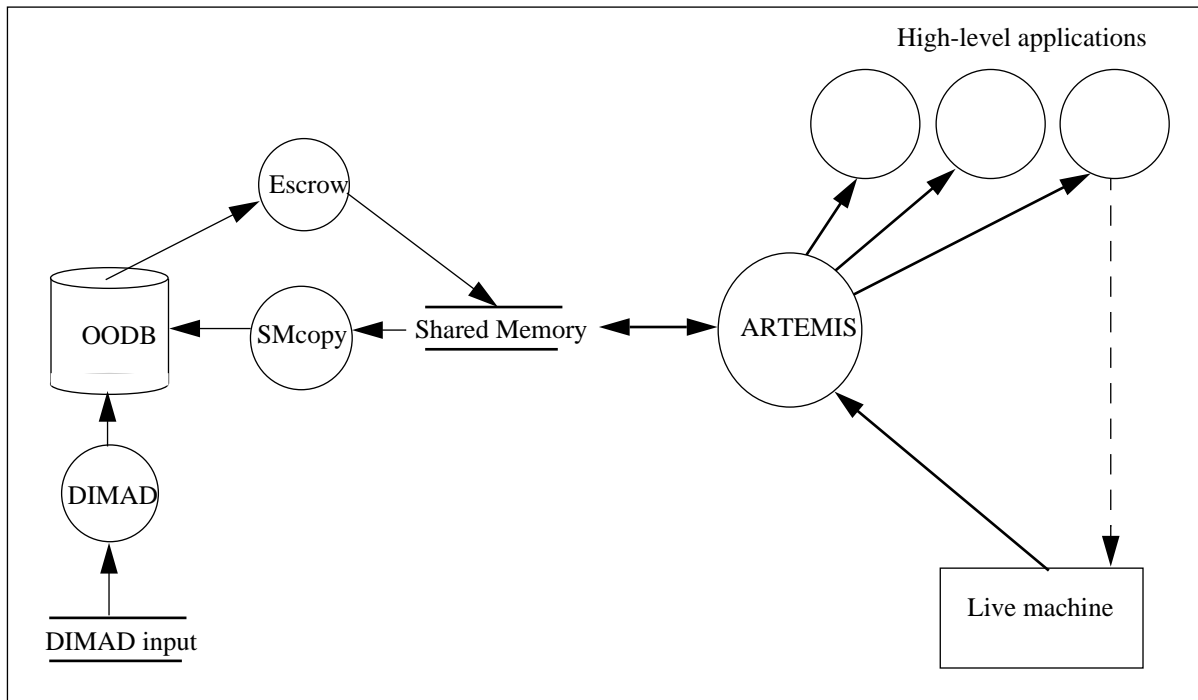 High-level applications
Escrow
OODB
SMcopy
Shared Memory
ARTEMIS
DIMAD
Live machine
DIMAD input